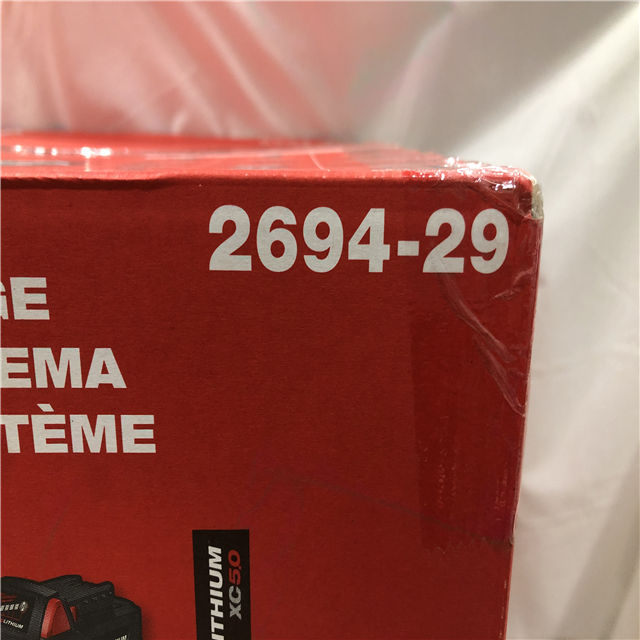 2694-29
GE
EMA
TÈME
LITHIUM
XC5.0
LITHIUM